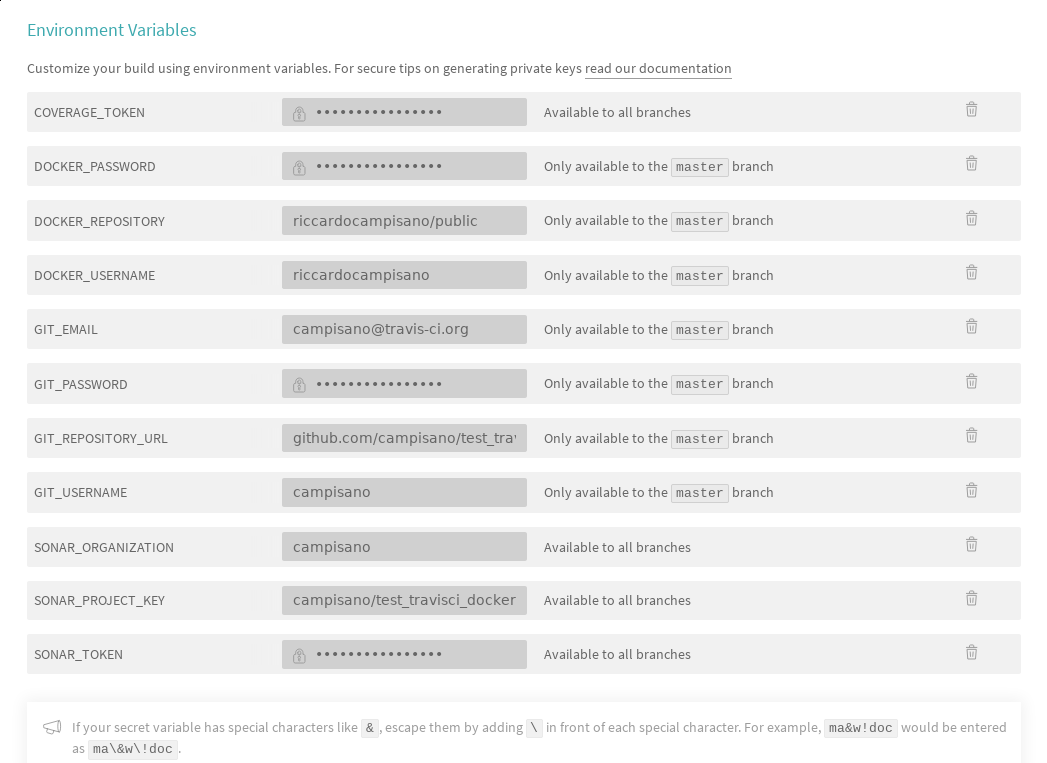 Environment Variables
Customize your build using environment variables. For secure tips on generating private keys read our documentation
COVERAGE_TOKEN •••••••••••••••• Available to all branches
DOCKER_PASSWORD •••••••••••••••• Only available to the master branch
DOCKER_REPOSITORY riccardocampisano/public Only available to the master branch
DOCKER_USERNAME riccardocampisano Only available to the master branch
GIT_EMAIL campisano@travis-ci.org Only available to the master branch
GIT_PASSWORD •••••••••••••••• Only available to the master branch
GIT_REPOSITORY_URL github.com/campisano/test_trav Only available to the master branch
GIT_USERNAME campisano Only available to the master branch
SONAR_ORGANIZATION campisano Available to all branches
SONAR_PROJECT_KEY campisano/test_travisci_docker Available to all branches
SONAR_TOKEN •••••••••••••••• Available to all branches
If your secret variable has special characters like &, escape them by adding \ in front of each special character. For example, ma&w!doc would be entered
as ma\&w\!doc.